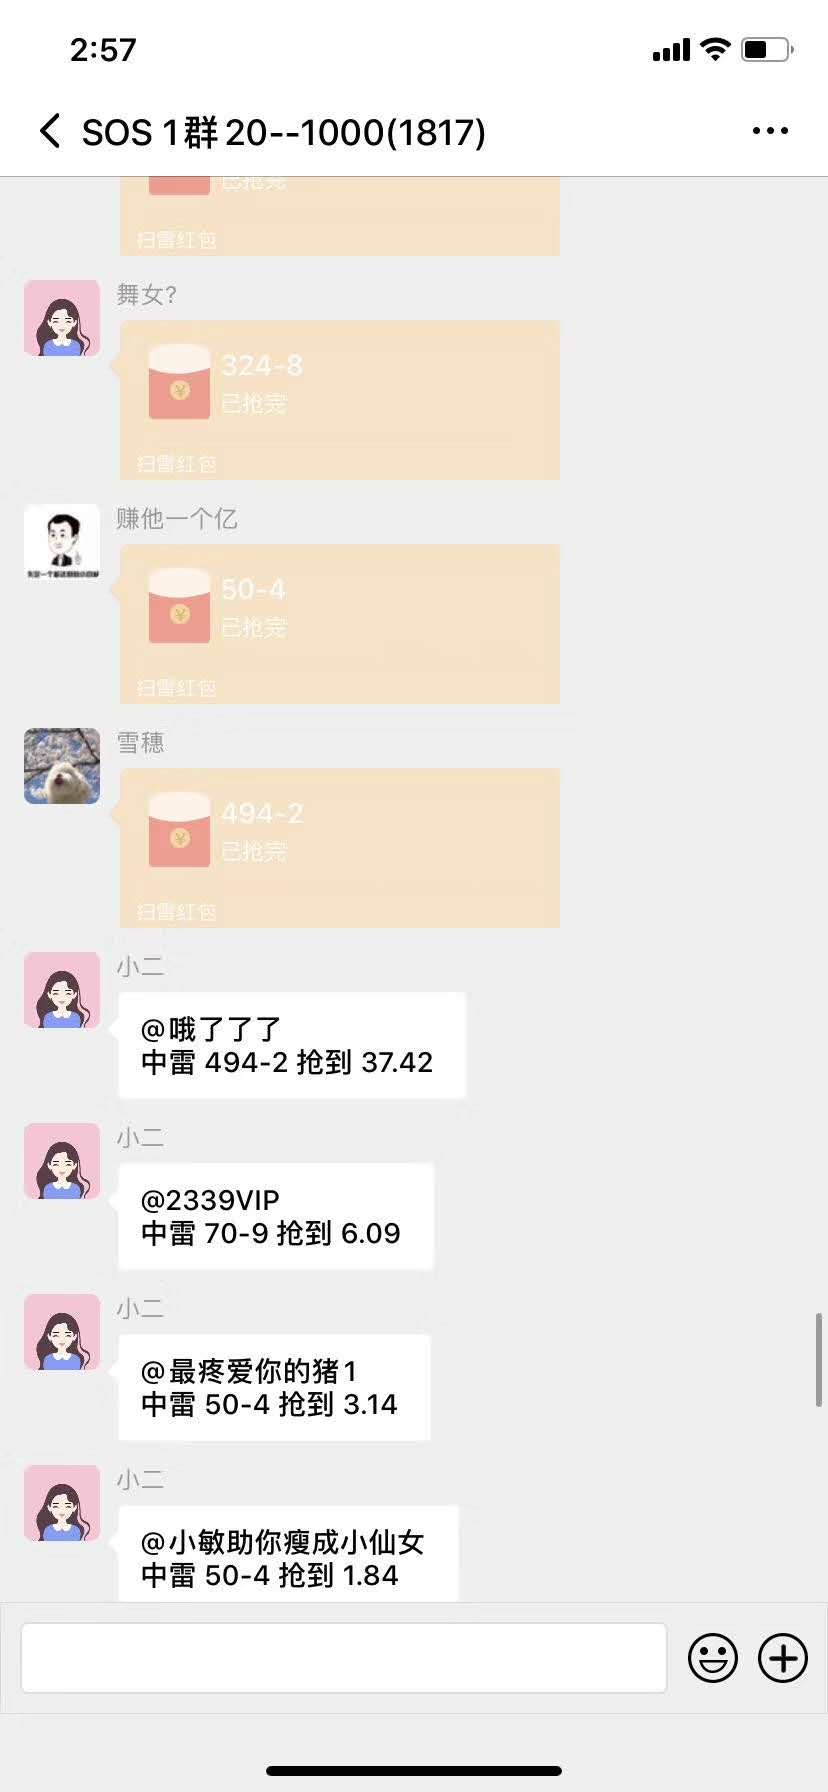 2:57
SOS 1群 20--1000(1817)
已抢完
扫雷红包
舞女?
324-8
已抢完
扫雷红包
赚他一个亿
50-4
已抢完
扫雷红包
雪穗
494-2
已抢完
扫雷红包
小二
@哦了了了
中雷 494-2 抢到 37.42
小二
@2339VIP
中雷 70-9 抢到 6.09
小二
@最疼爱你的猪1
中雷 50-4 抢到 3.14
小二
@小敏助你瘦成小仙女
中雷 50-4 抢到 1.84